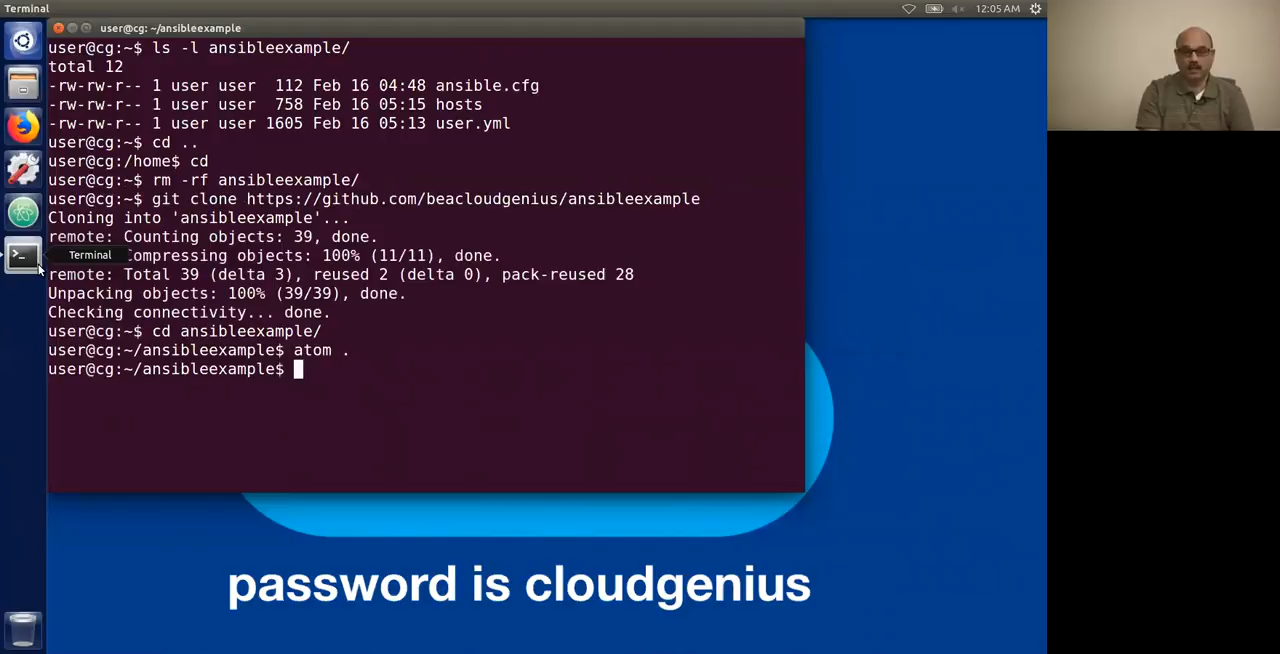 Terminal
12:05 AM
user@cg: ~/ansibleexample
user@cg:~$ ls -l ansibleexample/
total 12
-rw-rw-r-- 1 user user  112 Feb 16 04:48 ansible.cfg
-rw-rw-r-- 1 user user  758 Feb 16 05:15 hosts
-rw-rw-r-- 1 user user 1605 Feb 16 05:13 user.yml
user@cg:~$ cd ..
user@cg:/home$ cd
user@cg:~$ rm -rf ansibleexample/
user@cg:~$ git clone https://github.com/beacloudgenius/ansibleexample
Cloning into 'ansibleexample'...
remote: Counting objects: 39, done.
Terminal
Compressing objects: 100% (11/11), done.
remote: Total 39 (delta 3), reused 2 (delta 0), pack-reused 28
Unpacking objects: 100% (39/39), done.
Checking connectivity... done.
user@cg:~$ cd ansibleexample/
user@cg:~/ansibleexample$ atom .
user@cg:~/ansibleexample$
password is cloudgenius